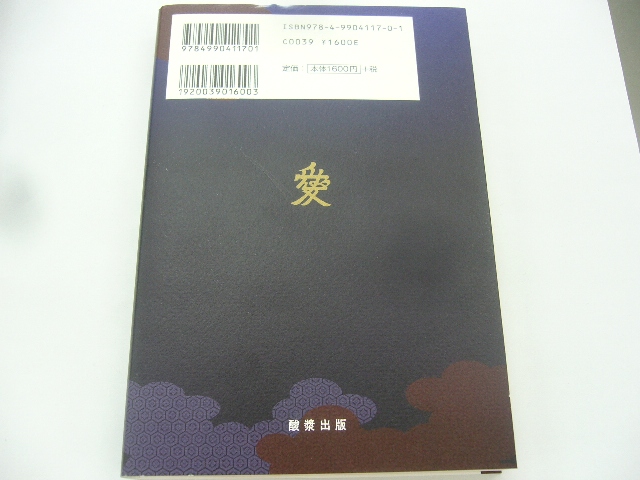 ISBN978-4-9904117-0-1
9784990411701
C0039 ¥1600E
定価 本体1600円 +税
1920039016003
愛
酸漿出版